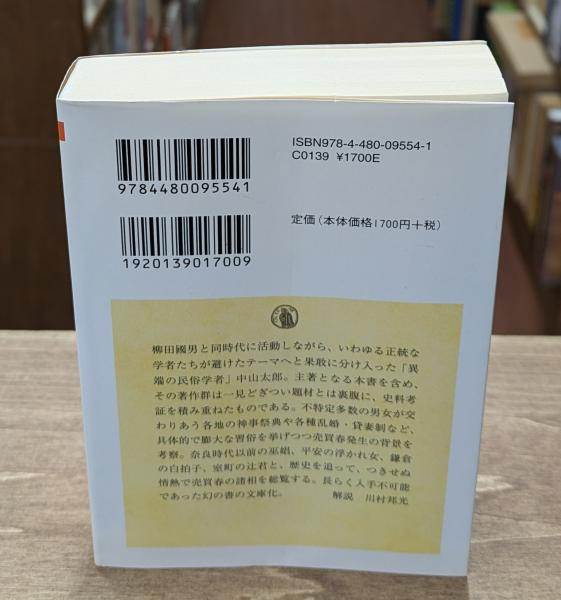 ISBN978-4-480-09554-1
C0139 ¥1700E
9784480095541
定価(本体価格1700円+税)
1920139017009
柳田國男と同時代に活動しながら、いわゆる正統な
学者たちが避けたテーマへと果敢に分け入った「異
端の民俗学者」中山太郎。主著となる本書を含め、
その著作群は一見どぎつい題材とは裏腹に、史料考
証を積み重ねたものである。不特定多数の男女が交
わりあう各地の神事祭典や各種乱婚・貸妻制など、
具体的で膨大な習俗を挙げつつ売買春発生の背景を
考察。奈良時代以前の巫娼、平安の浮かれ女、鎌倉
の白拍子、室町の辻君と、歴史を追って、つきせぬ
情熱で売買春の諸相を総覧する。長らく入手不可能
であった幻の書の文庫化。 解説 川村邦光